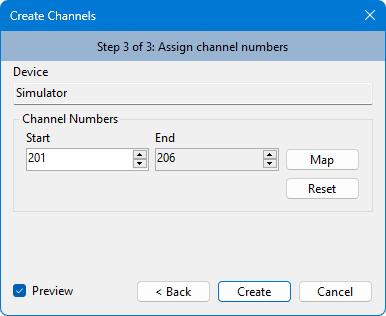 Create Channels
Step 3 of 3: Assign channel numbers
Device
Simulator
Channel Numbers
Start End
201 206 Map
Reset
Preview < Back Create Cancel